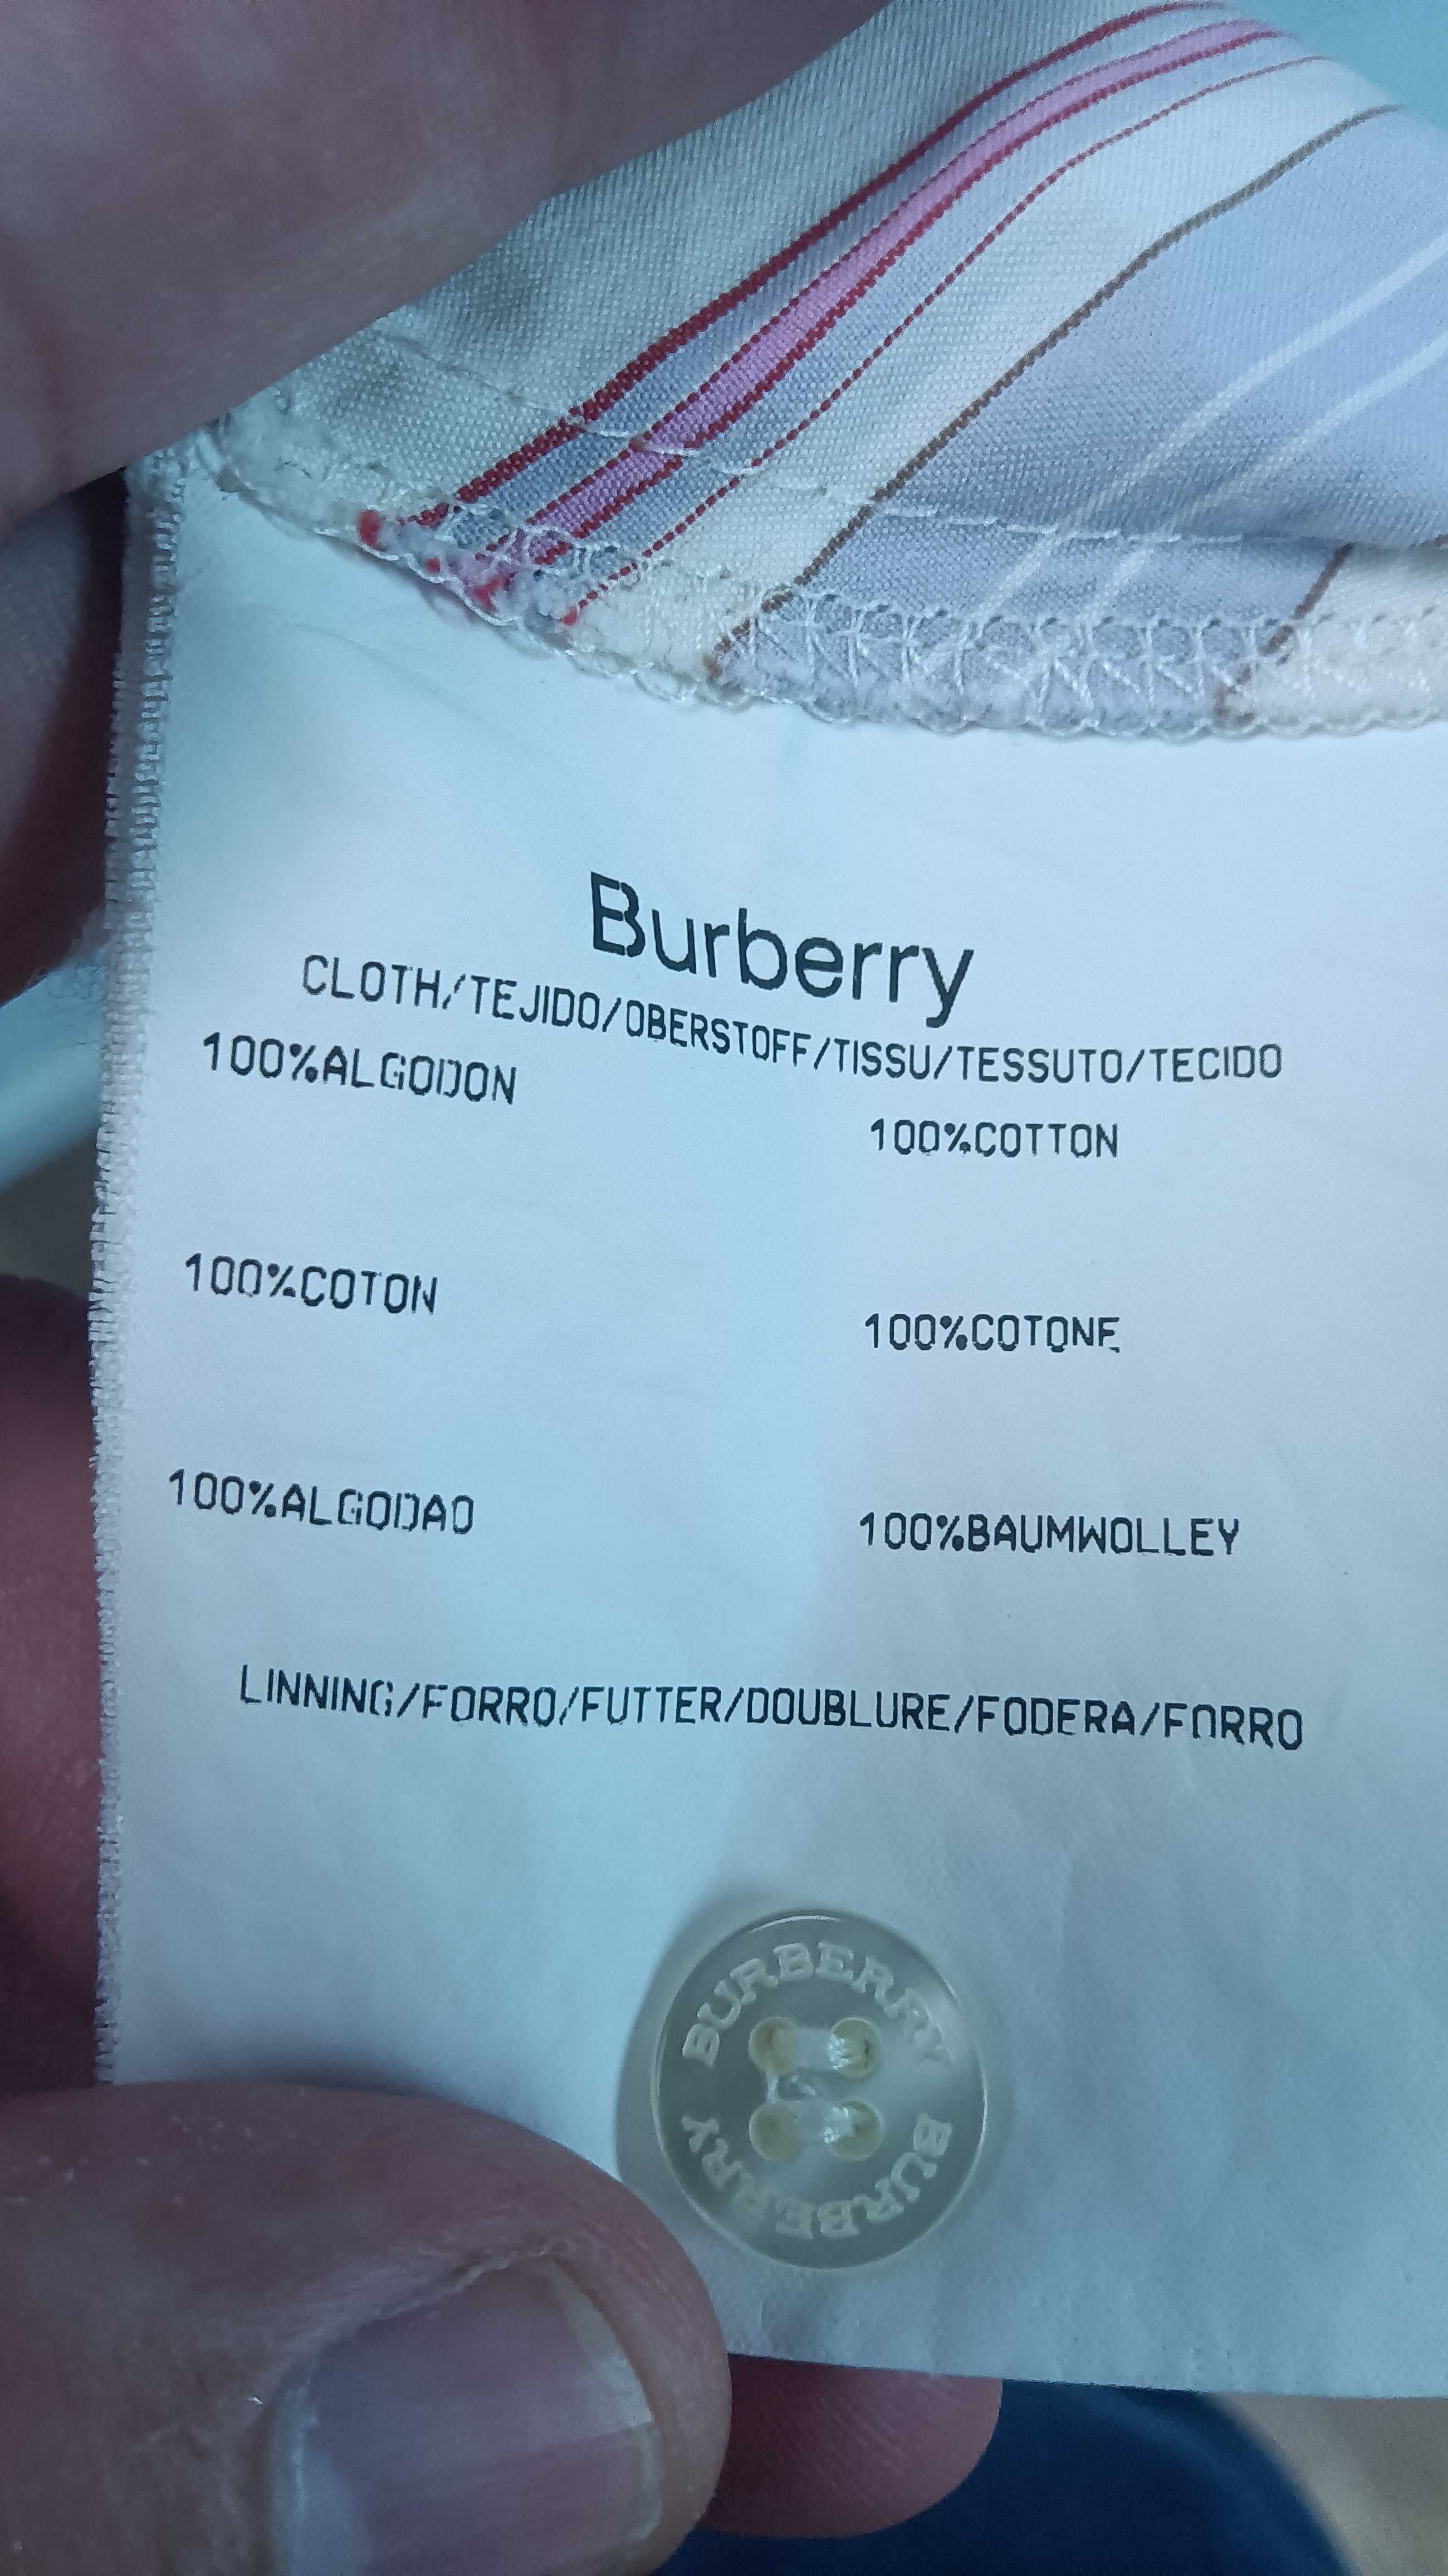 Burberry
CLOTH/TEJIDO/OBERSTOFF/TISSU/TESSUTO/TECIDO
100%ALGODON
100%COTTON
100%COTON
100%COTONE
100%ALGODAO
100%BAUMWOLLEY
LINNING/FORRO/FUTTER/DOUBLURE/FODERA/FORRO
BURBERRY
BURBERRY